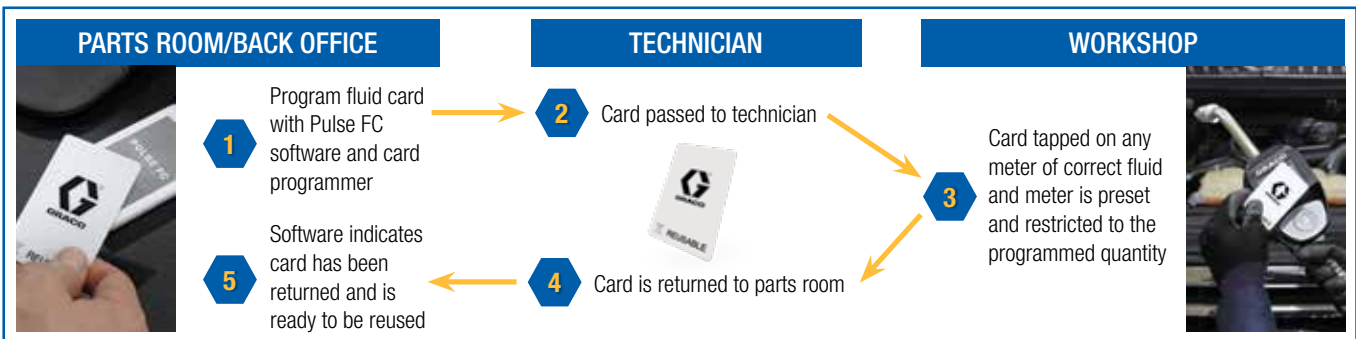 PARTS ROOM/BACK OFFICE
TECHNICIAN
WORKSHOP
1
Program fluid card
with Pulse FC
software and card
programmer
2
Card passed to technician
3
Card tapped on any
meter of correct fluid
and meter is preset
and restricted to the
programmed quantity
4
Card is returned to parts room
5
Software indicates
card has been
returned and is
ready to be reused
PULSE FC
GRACO
GRACO
REUSABLE
GRACO